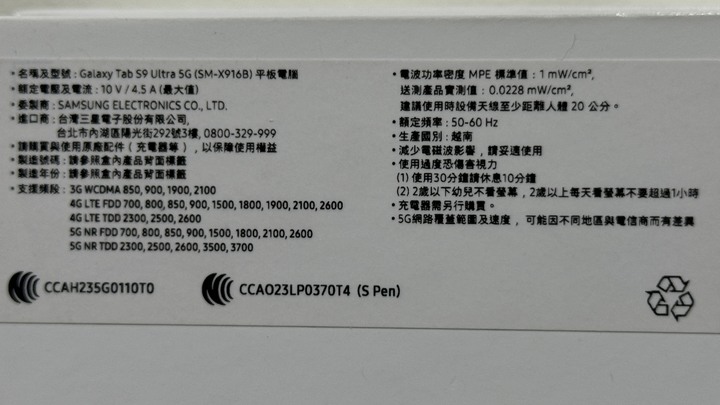 •名稱及型號 : Galaxy Tab S9 Ultra 5G (SM-X916B) 平板電腦
•額定電壓及電流 : 10 V / 4.5 A (最大值)
•委製商 : SAMSUNG ELECTRONICS CO., LTD.
•進口商 : 台灣三星電子股份有限公司,
台北市內湖區陽光街292號3樓, 0800-329-999
•請購買與使用原廠配件（充電器等）, 以保障使用權益
•製造號碼 : 請參照盒內產品背面標籤
•製造年份 : 請參照盒內產品背面標籤
•支援頻段 : 3G WCDMA 850, 900, 1900, 2100
4G LTE FDD 700, 800, 850, 900, 1500, 1800, 1900, 2100, 2600
4G LTE TDD 2300, 2500, 2600
5G NR FDD 700, 800, 850, 900, 1500, 1800, 2100, 2600
5G NR TDD 2300, 2500, 2600, 3500, 3700
CCAH235G0110T0
CCAO23LP0370T4 (S Pen)
•電波功率密度 MPE 標準值 : 1 mW/cm²,
送測產品實測值 : 0.0228 mW/cm²,
建議使用時設備天線至少距離人體 20 公分。
•額定頻率 : 50-60 Hz
•生產國別 : 越南
•減少電磁波影響，請妥適使用
•使用過度恐傷害視力
(1) 使用30分鐘請休息10分鐘
(2) 2歲以下幼兒不看螢幕，2歲以上每天看螢幕不要超過1小時
•充電器需另行購買。
•5G網路覆蓋範圍及速度，可能因不同地區與電信商而有差異